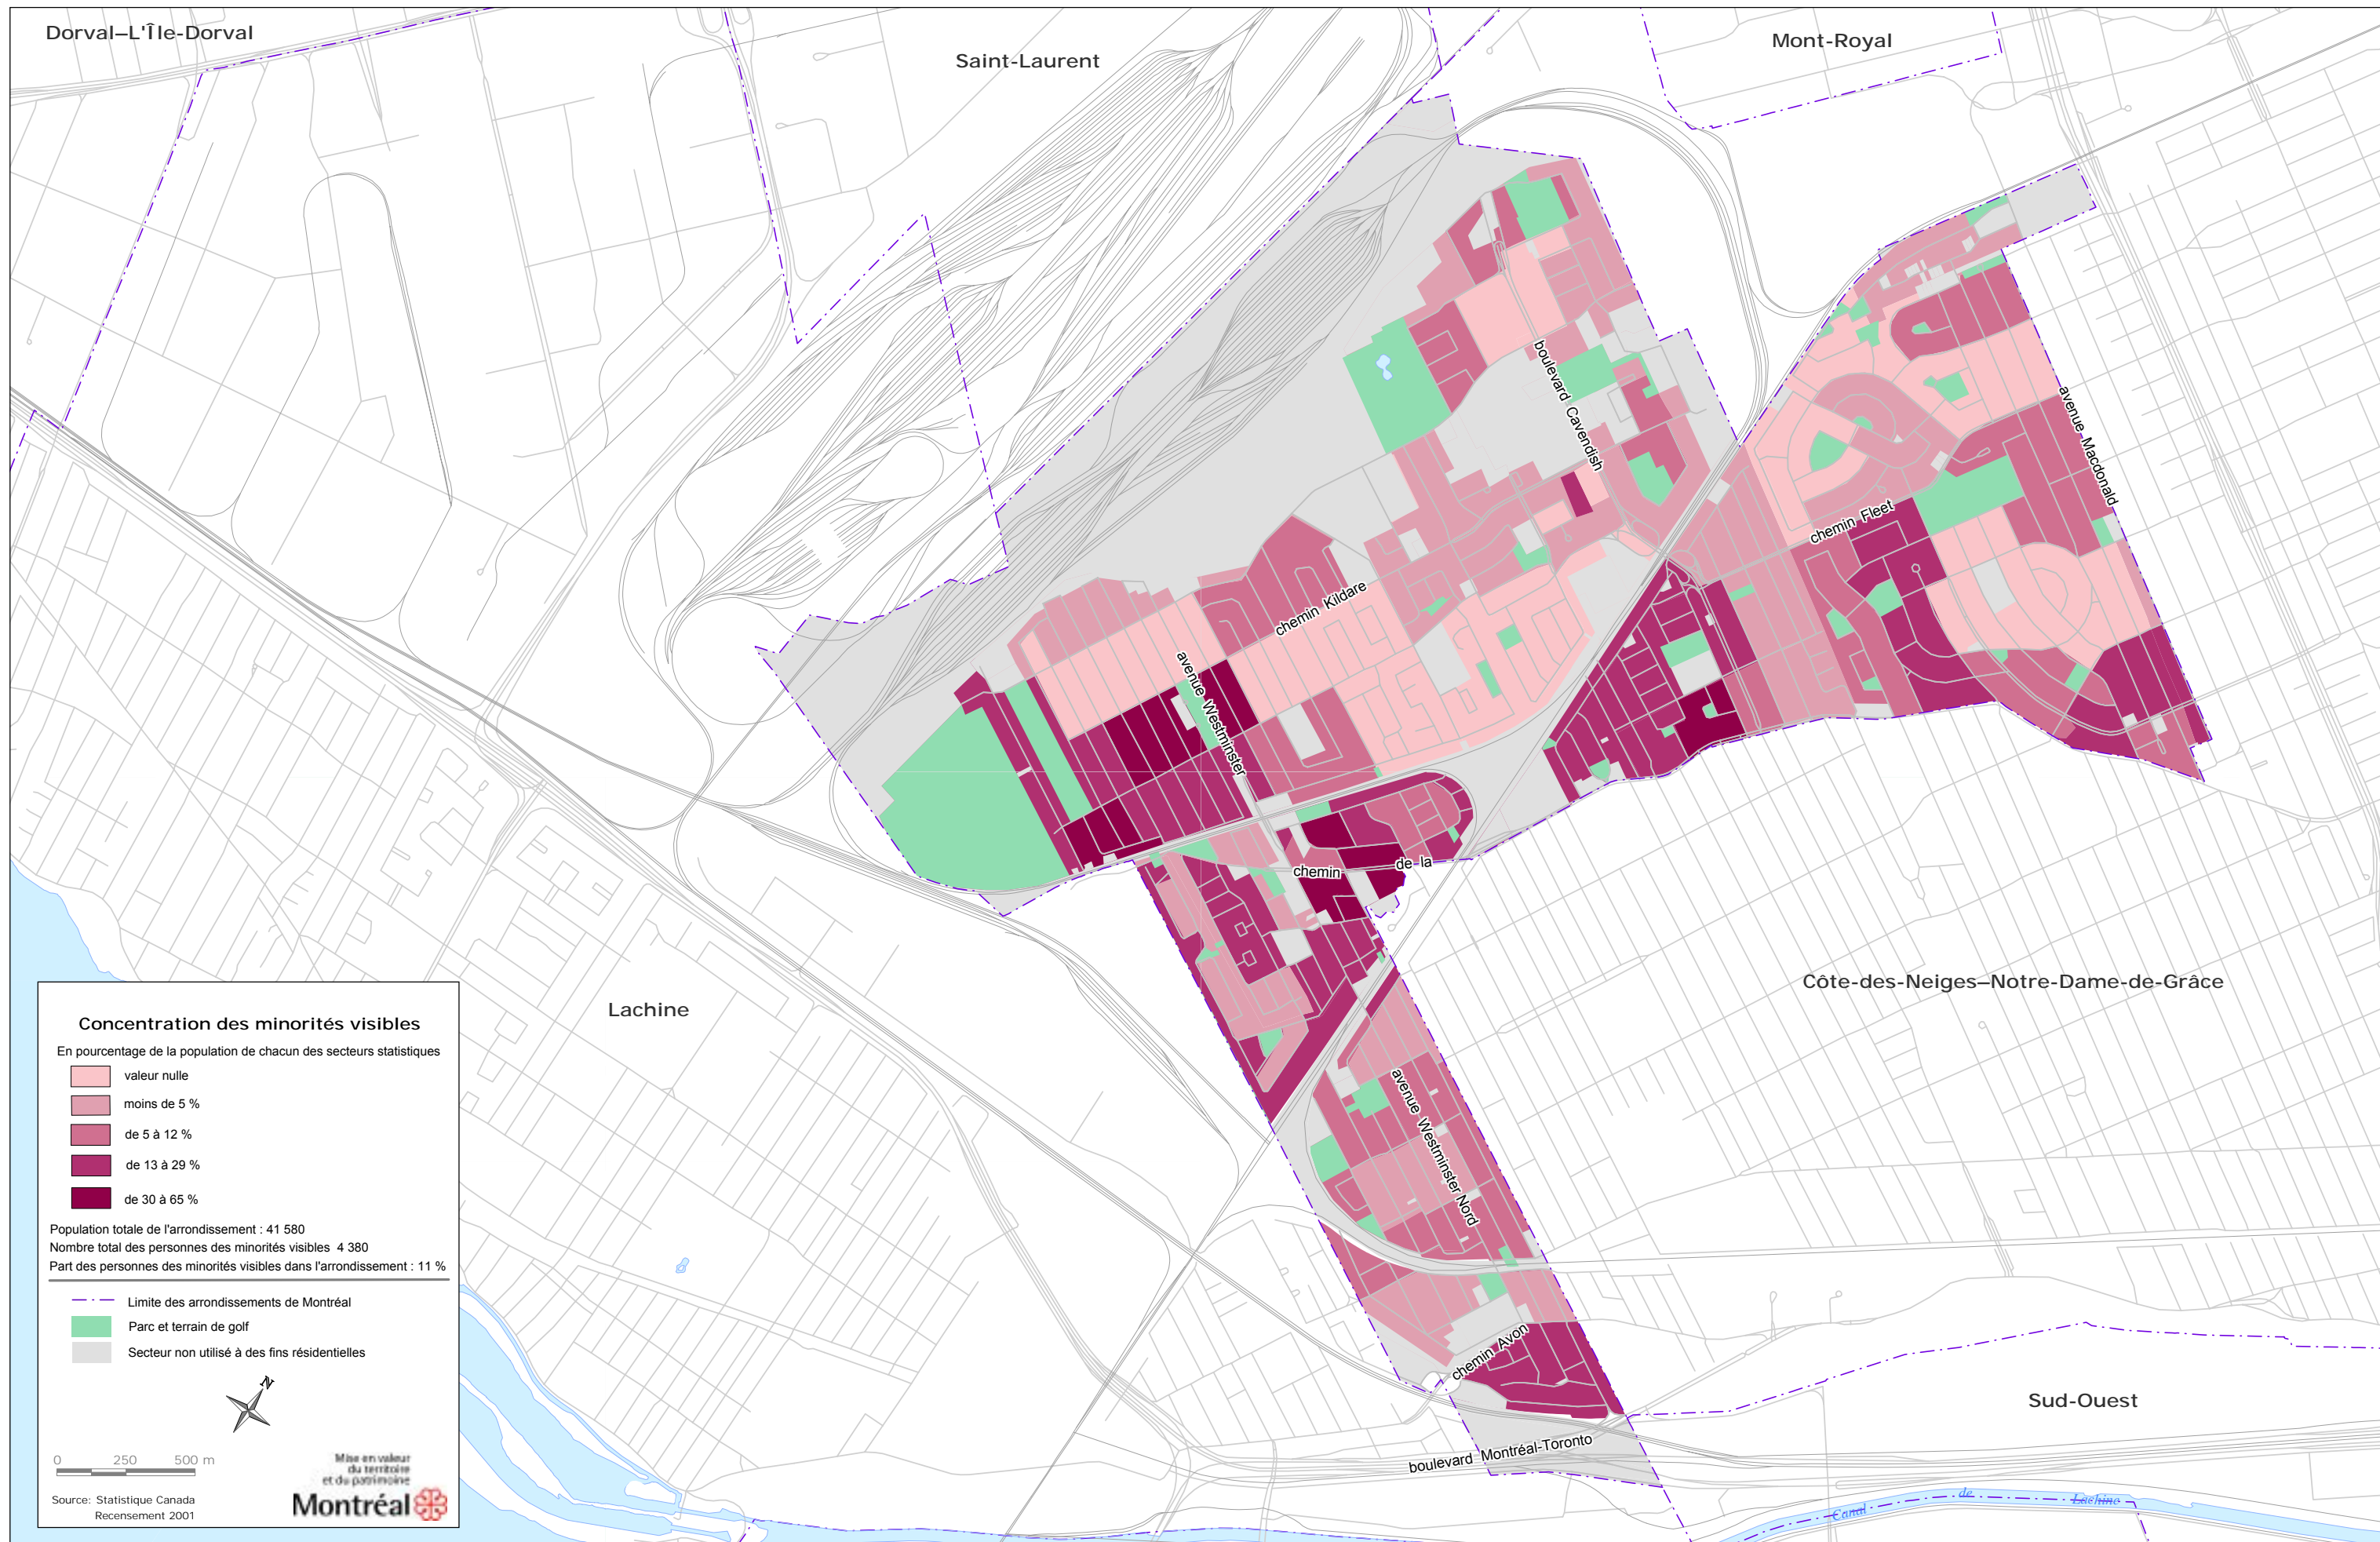 Dorval–L'Île-Dorval
Saint-Laurent
Mont-Royal
boulevard Cavendish
avenue Macdonald
chemin Fleet
chemin Kildare
avenue Westminster
chemin de la
Côte-des-Neiges–Notre-Dame-de-Grâce
Lachine
avenue Westminster Nord
chemin Avon
Sud-Ouest
boulevard Montréal-Toronto
Canal de Lachine
Concentration des minorités visibles
En pourcentage de la population de chacun des secteurs statistiques
valeur nulle
moins de 5 %
de 5 à 12 %
de 13 à 29 %
de 30 à 65 %
Population totale de l'arrondissement : 41 580
Nombre total des personnes des minorités visibles 4 380
Part des personnes des minorités visibles dans l'arrondissement : 11 %
Limite des arrondissements de Montréal
Parc et terrain de golf
Secteur non utilisé à des fins résidentielles
N
0 250 500 m
Mise en valeur
du territoire
et du patrimoine
Montréal
Source: Statistique Canada
Recensement 2001